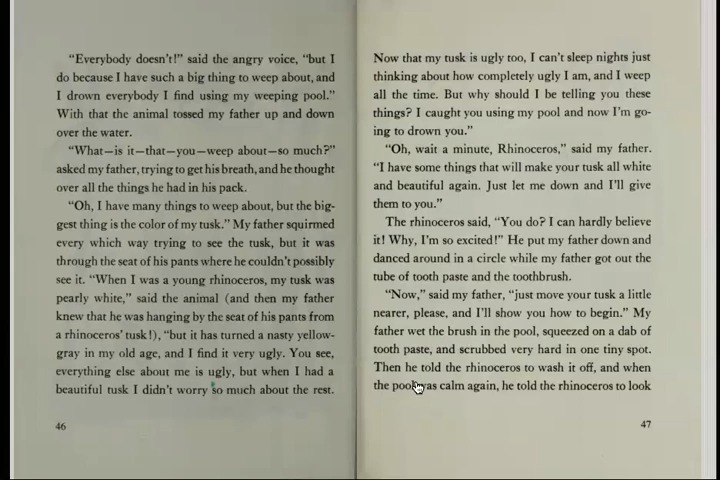 “Everybody doesn't!” said the angry voice, “but I
do because I have such a big thing to weep about, and
I drown everybody I find using my weeping pool.”
With that the animal tossed my father up and down
over the water.
“What—is it—that—you—weep about—so much?”
asked my father, trying to get his breath, and he thought
over all the things he had in his pack.
“Oh, I have many things to weep about, but the big-
gest thing is the color of my tusk.” My father squirmed
every which way trying to see the tusk, but it was
through the seat of his pants where he couldn't possibly
see it. “When I was a young rhinoceros, my tusk was
pearly white,” said the animal (and then my father
knew that he was hanging by the seat of his pants from
a rhinoceros' tusk!), “but it has turned a nasty yellow-
gray in my old age, and I find it very ugly. You see,
everything else about me is ugly, but when I had a
beautiful tusk I didn't worry so much about the rest.
46
Now that my tusk is ugly too, I can't sleep nights just
thinking about how completely ugly I am, and I weep
all the time. But why should I be telling you these
things? I caught you using my pool and now I'm go-
ing to drown you.”
“Oh, wait a minute, Rhinoceros,” said my father.
“I have some things that will make your tusk all white
and beautiful again. Just let me down and I'll give
them to you.”
The rhinoceros said, “You do? I can hardly believe
it! Why, I'm so excited!” He put my father down and
danced around in a circle while my father got out the
tube of tooth paste and the toothbrush.
“Now,” said my father, “just move your tusk a little
nearer, please, and I'll show you how to begin.” My
father wet the brush in the pool, squeezed on a dab of
tooth paste, and scrubbed very hard in one tiny spot.
Then he told the rhinoceros to wash it off, and when
the pool was calm again, he told the rhinoceros to look
47